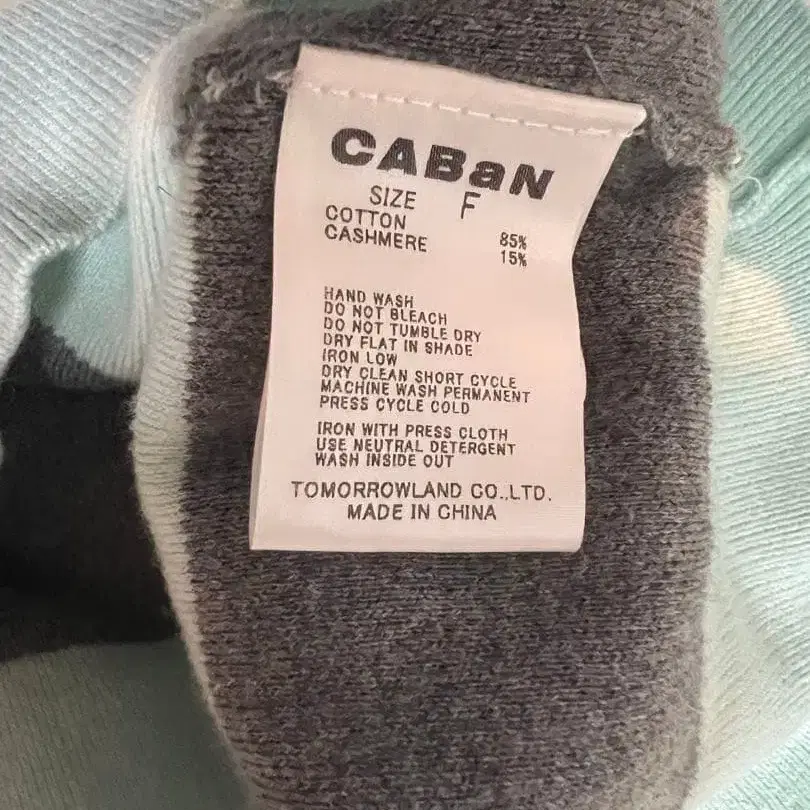 CABaN
SIZE F
COTTON 85%
CASHMERE 15%
HAND WASH
DO NOT BLEACH
DO NOT TUMBLE DRY
DRY FLAT IN SHADE
IRON LOW
DRY CLEAN SHORT CYCLE
MACHINE WASH PERMANENT
PRESS CYCLE COLD
IRON WITH PRESS CLOTH
USE NEUTRAL DETERGENT
WASH INSIDE OUT
TOMORROWLAND CO.,LTD.
MADE IN CHINA